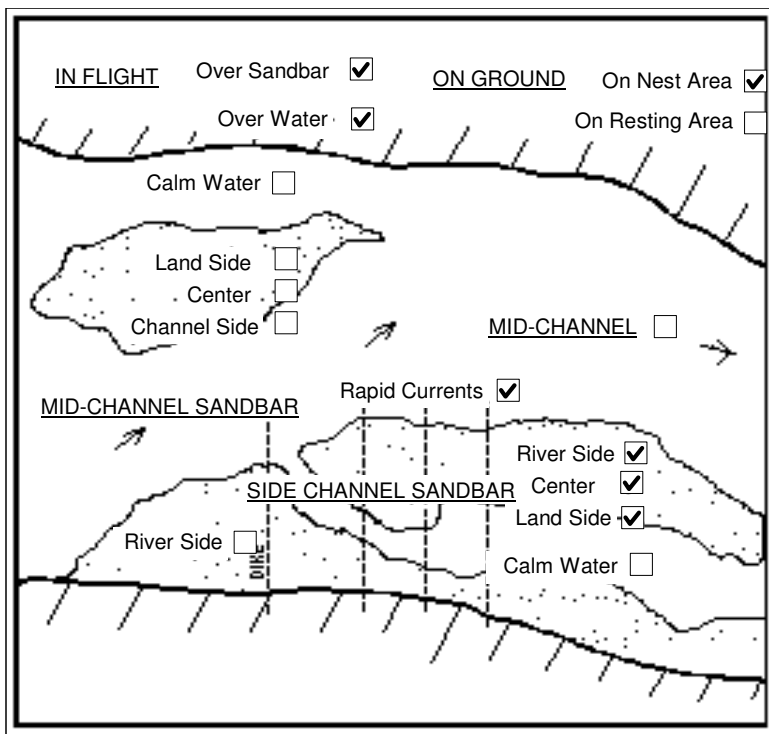 IN FLIGHT
Over Sandbar
ON GROUND
On Nest Area
Over Water
On Resting Area
Calm Water
Land Side
Center
Channel Side
MID-CHANNEL
Rapid Currents
MID-CHANNEL SANDBAR
River Side
SIDE CHANNEL SANDBAR
Center
Land Side
River Side
DIKE
Calm Water